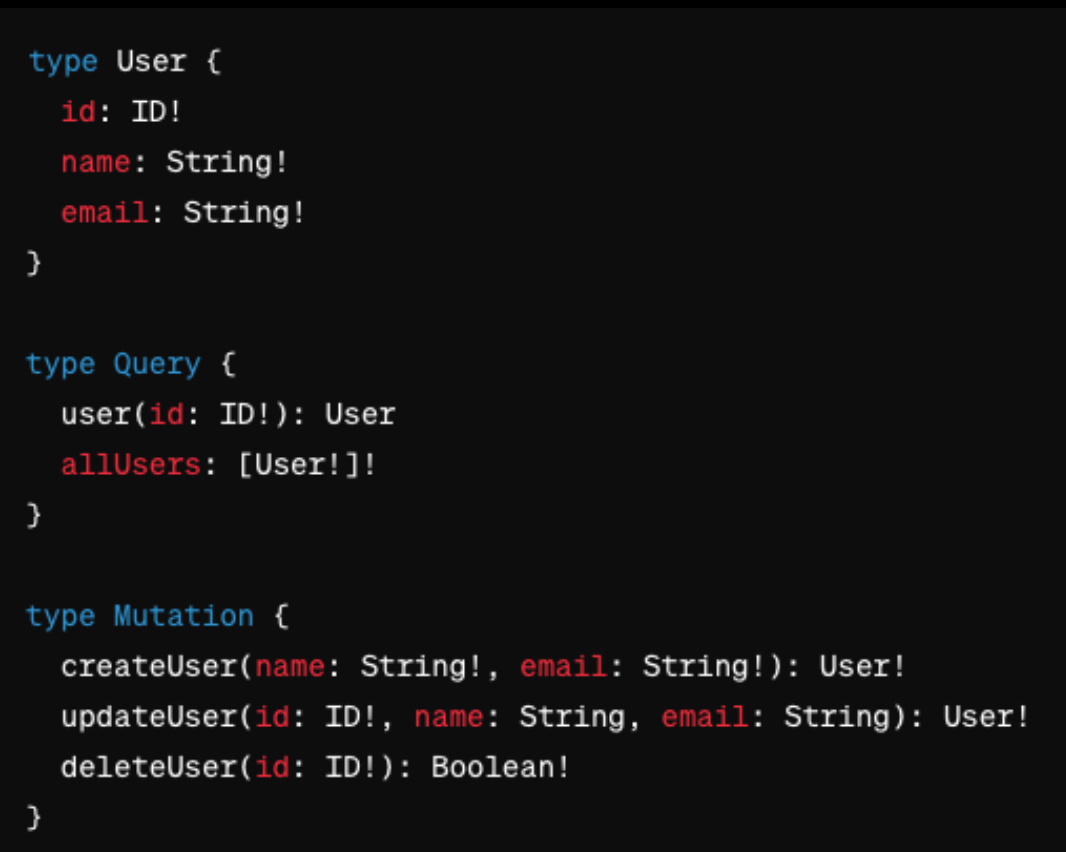 type User {
  id: ID!
  name: String!
  email: String!
}

type Query {
  user(id: ID!): User
  allUsers: [User!]!
}

type Mutation {
  createUser(name: String!, email: String!): User!
  updateUser(id: ID!, name: String, email: String): User!
  deleteUser(id: ID!): Boolean!
}